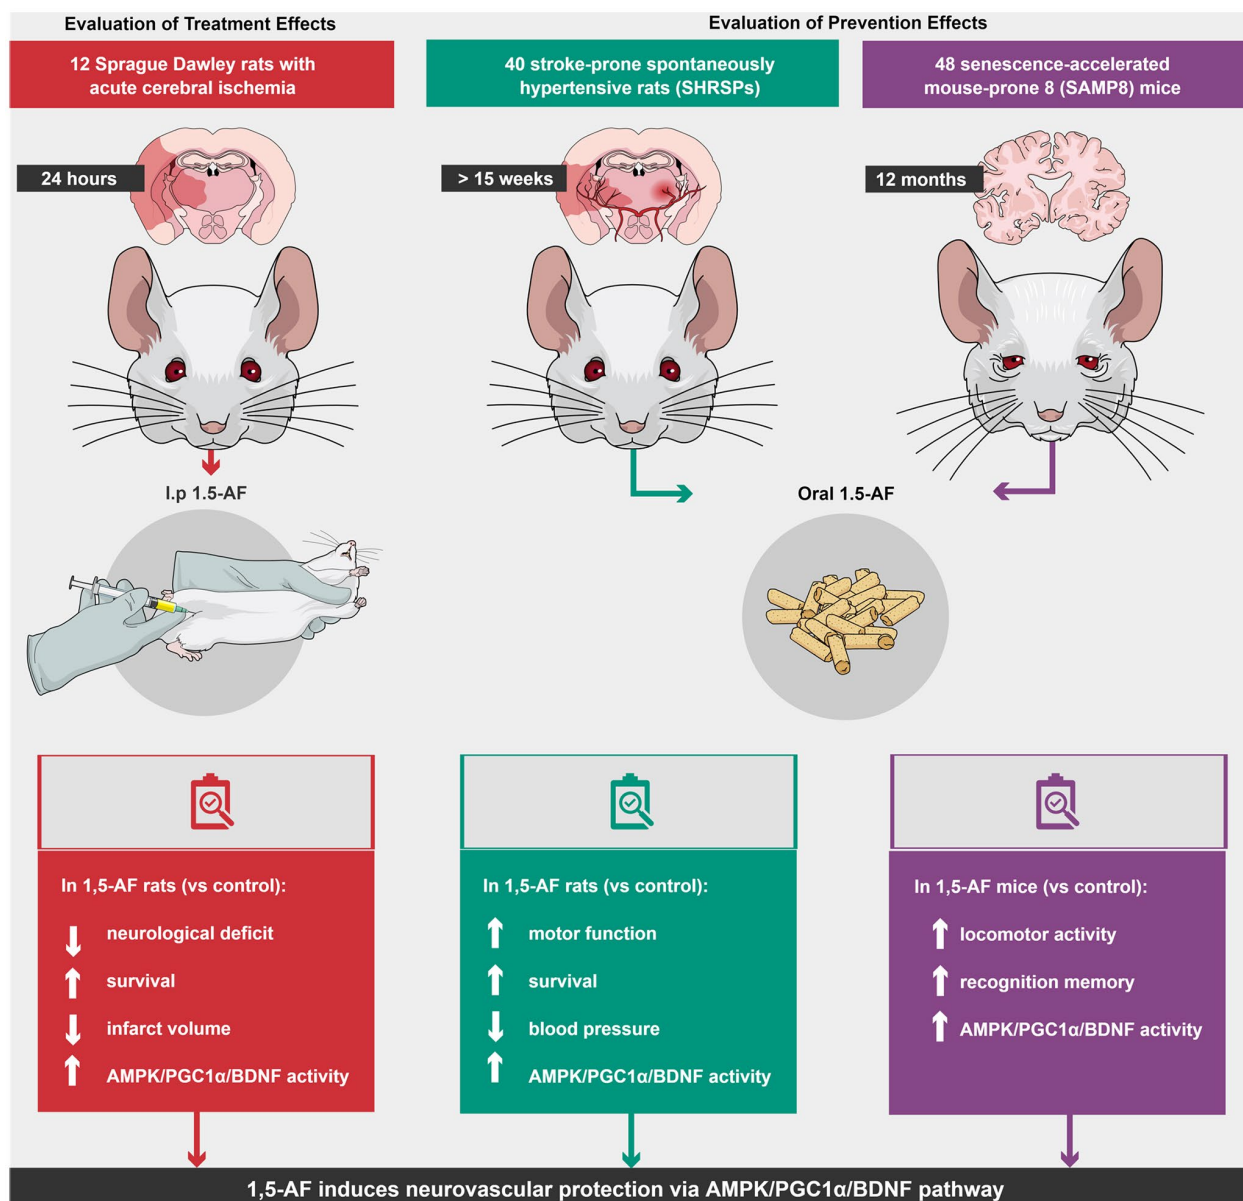 Evaluation of Treatment Effects
Evaluation of Prevention Effects
12 Sprague Dawley rats with
acute cerebral ischemia
40 stroke-prone spontaneously
hypertensive rats (SHRSPs)
48 senescence-accelerated
mouse-prone 8 (SAMP8) mice
24 hours
> 15 weeks
12 months
I.p 1.5-AF
Oral 1.5-AF
In 1,5-AF rats (vs control):
neurological deficit
survival
infarct volume
AMPK/PGC1α/BDNF activity
In 1,5-AF rats (vs control):
motor function
survival
blood pressure
AMPK/PGC1α/BDNF activity
In 1,5-AF mice (vs control):
locomotor activity
recognition memory
AMPK/PGC1α/BDNF activity
1,5-AF induces neurovascular protection via AMPK/PGC1α/BDNF pathway